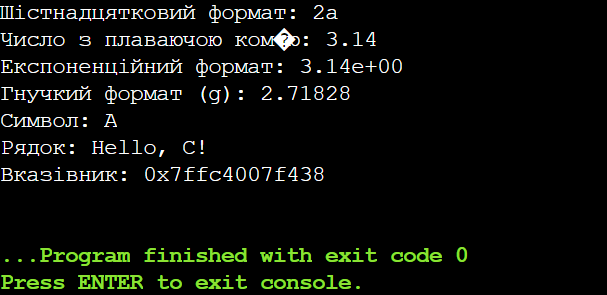 Шістнадцятковий формат: 2a
Число з плаваючою ком�ю: 3.14
Експоненційний формат: 3.14e+00
Гнучкий формат (g): 2.71828
Символ: A
Рядок: Hello, C!
Вказівник: 0x7ffc4007f438
...Program finished with exit code 0
Press ENTER to exit console.